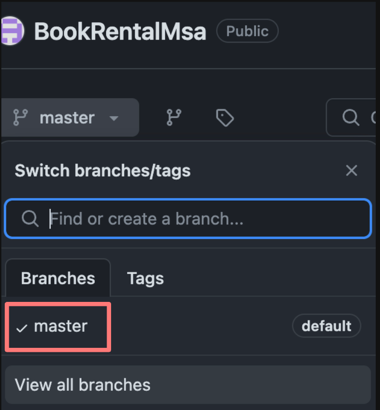 BookRentalMsa Public
master
Switch branches/tags
Find or create a branch...
Branches Tags
master default
View all branches